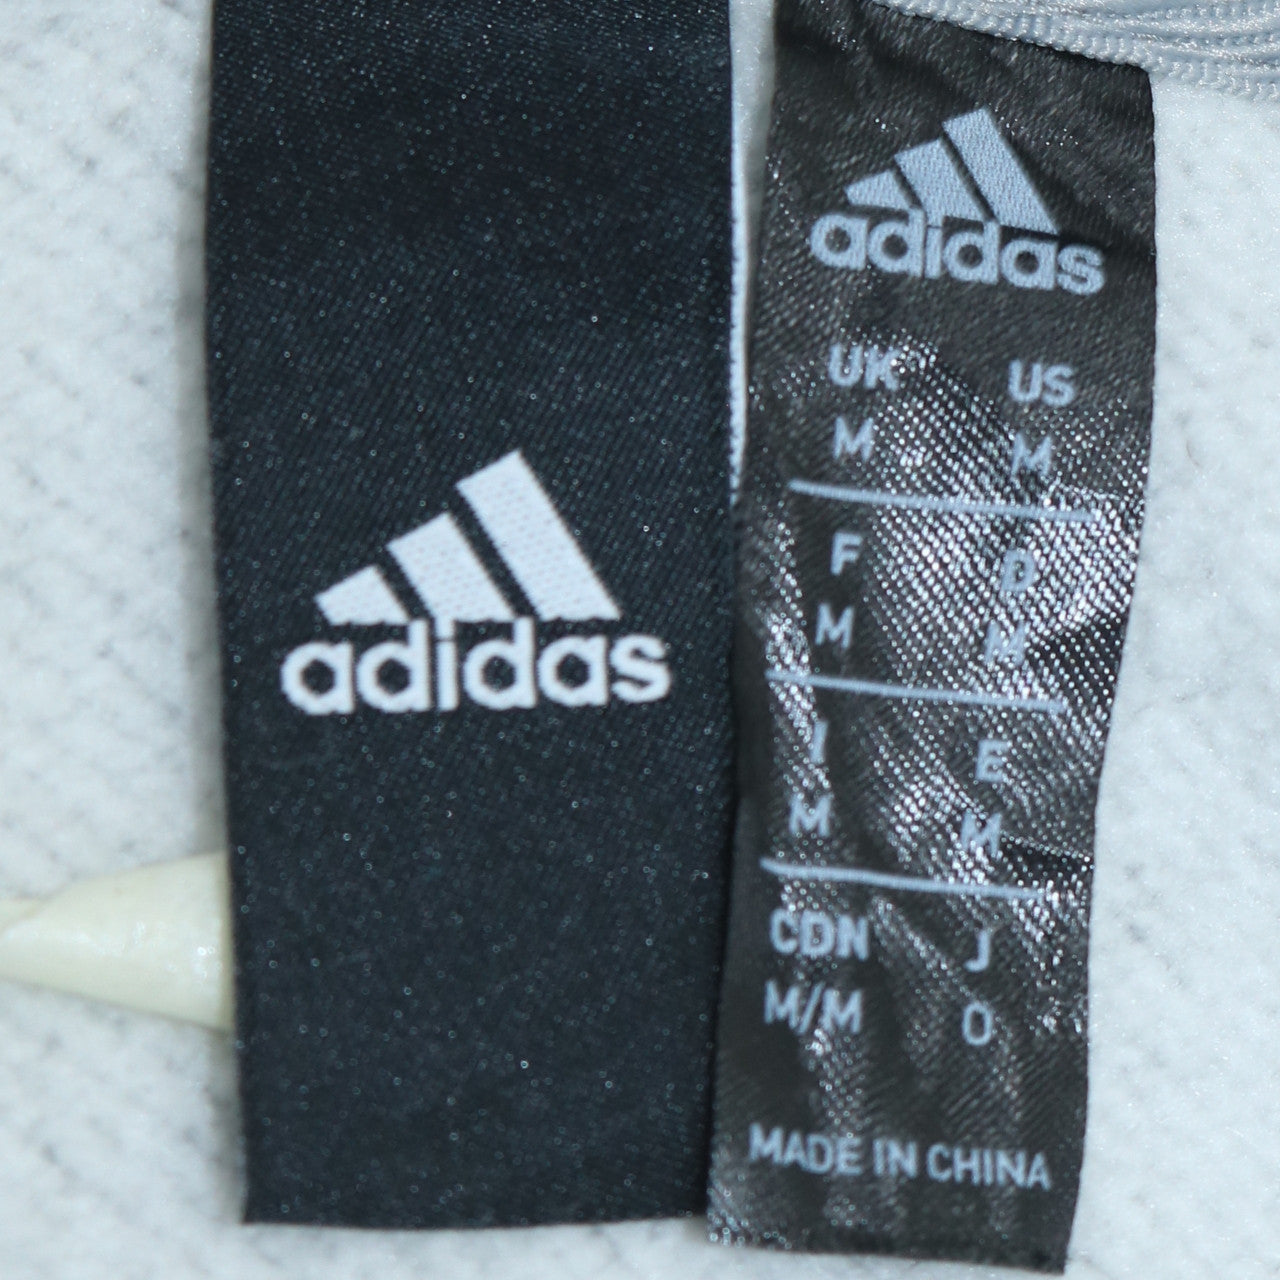 adidas
adidas
UK US
M M
F D
M M
I E
M M
CDN J
M/M O
MADE IN CHINA